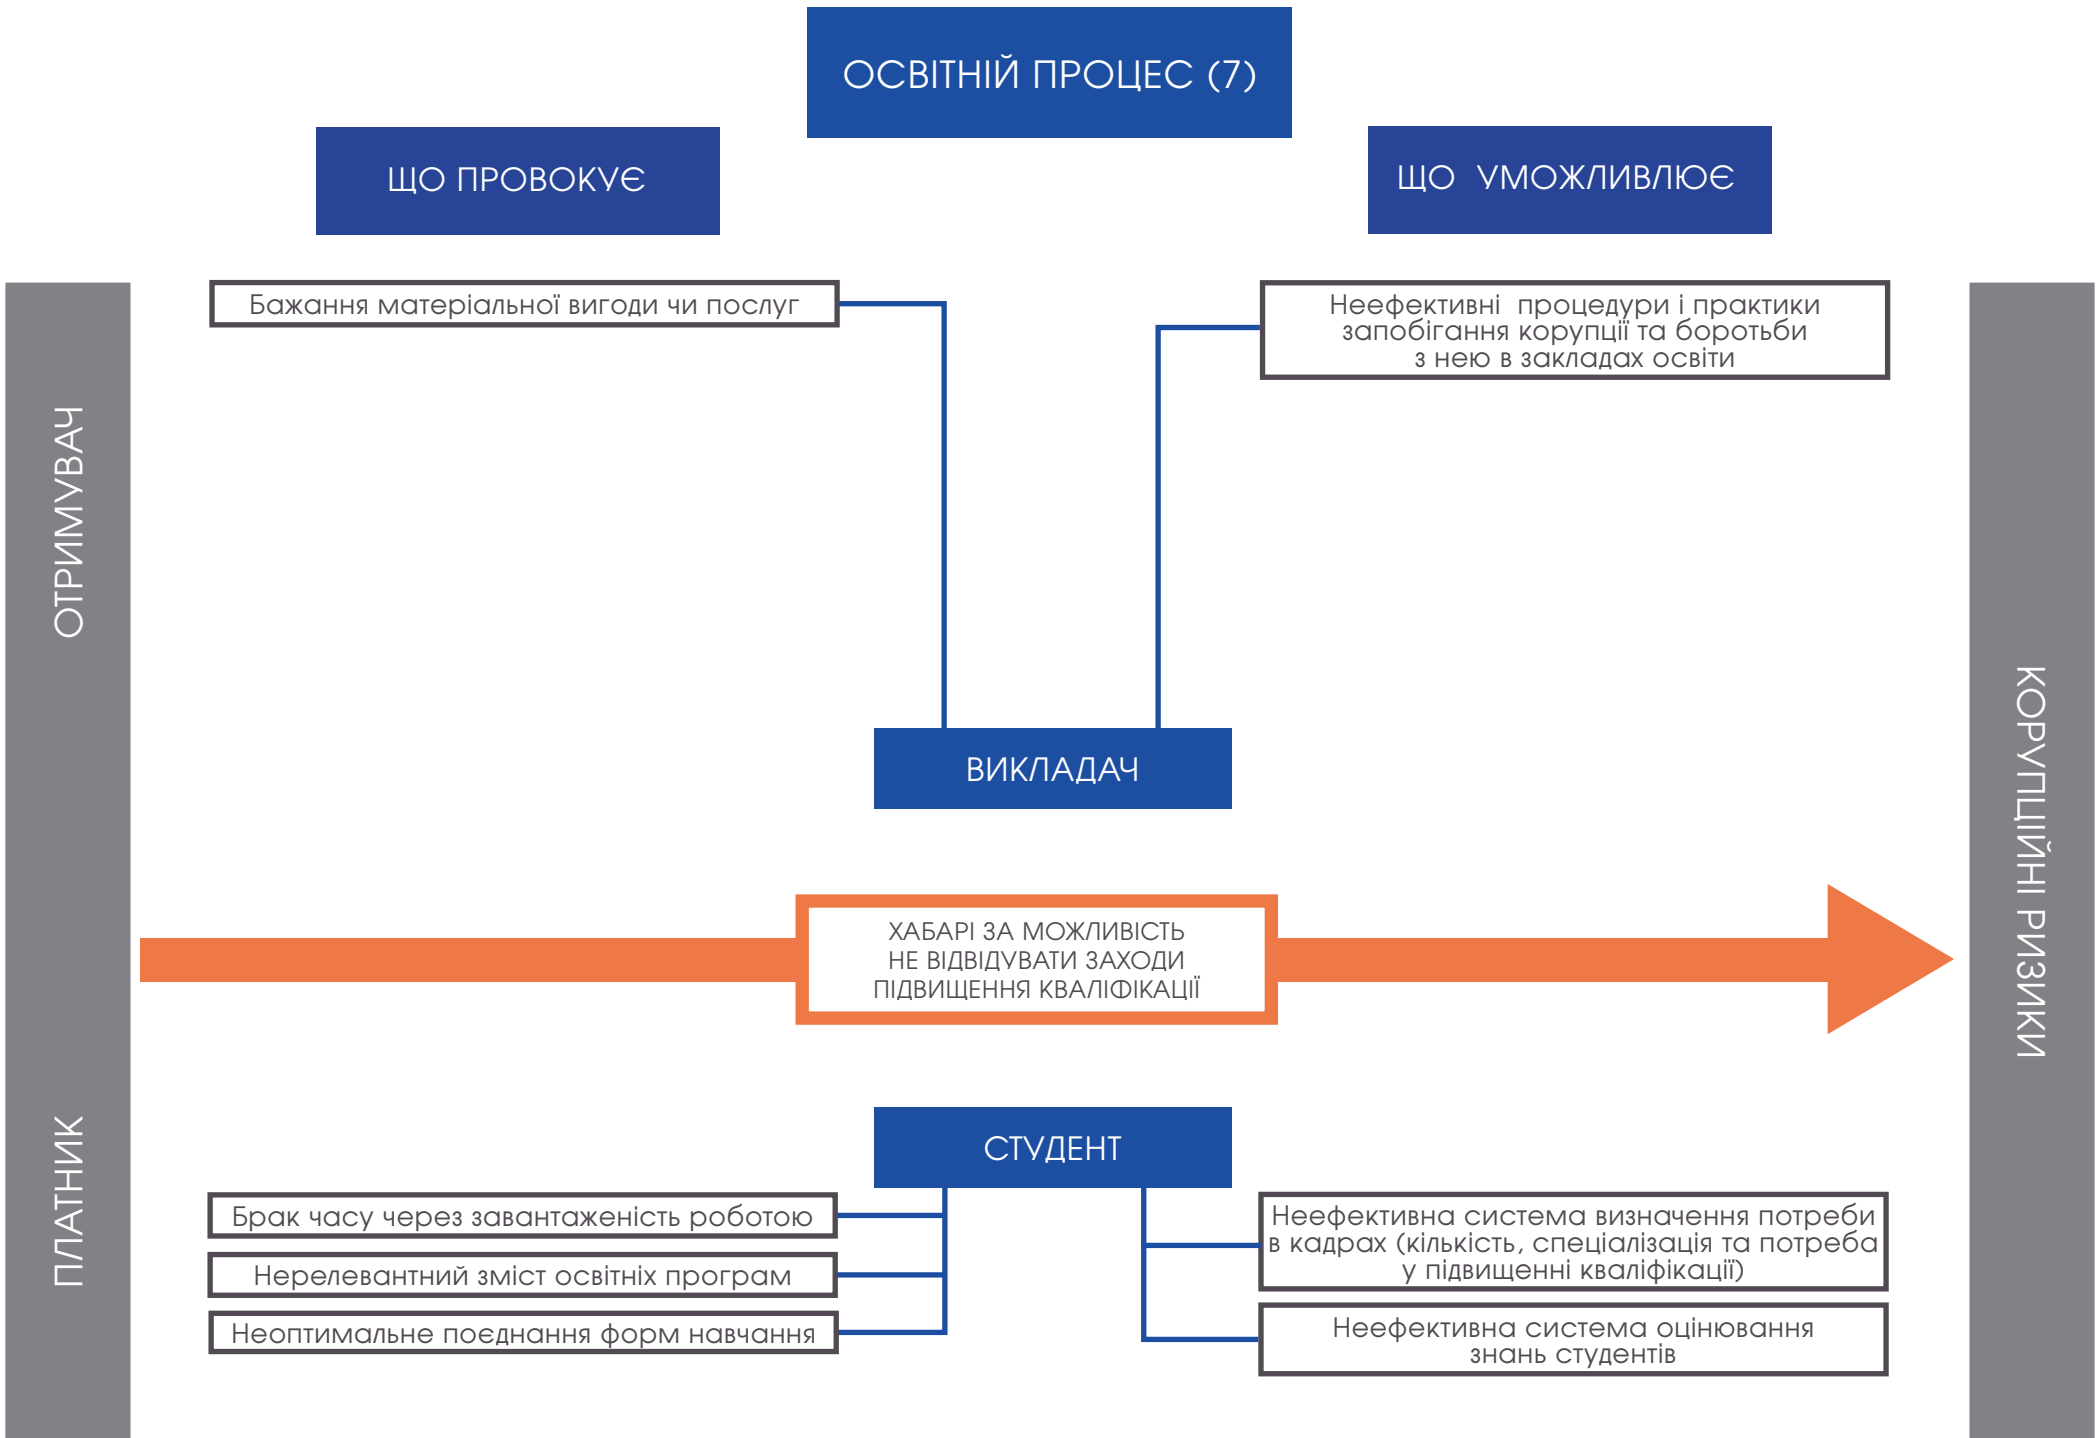 ОСВІТНІЙ ПРОЦЕС (7)
ЩО ПРОВОКУЄ
ЩО УМОЖЛИВЛЮЄ
ОТРИМУВАЧ
Бажання матеріальної вигоди чи послуг
Неефективні процедури і практики
запобігання корупції та боротьби
з нею в закладах освіти
ВИКЛАДАЧ
КОРУПЦІЙНІ РИЗИКИ
ХАБАРІ ЗА МОЖЛИВІСТЬ
НЕ ВІДВІДУВАТИ ЗАХОДИ
ПІДВИЩЕННЯ КВАЛІФІКАЦІЇ
ПЛАТНИК
СТУДЕНТ
Брак часу через завантаженість роботою
Нерелевантний зміст освітніх програм
Неоптимальне поєднання форм навчання
Неефективна система визначення потреби
в кадрах (кількість, спеціалізація та потреба
у підвищенні кваліфікації)
Неефективна система оцінювання
знань студентів